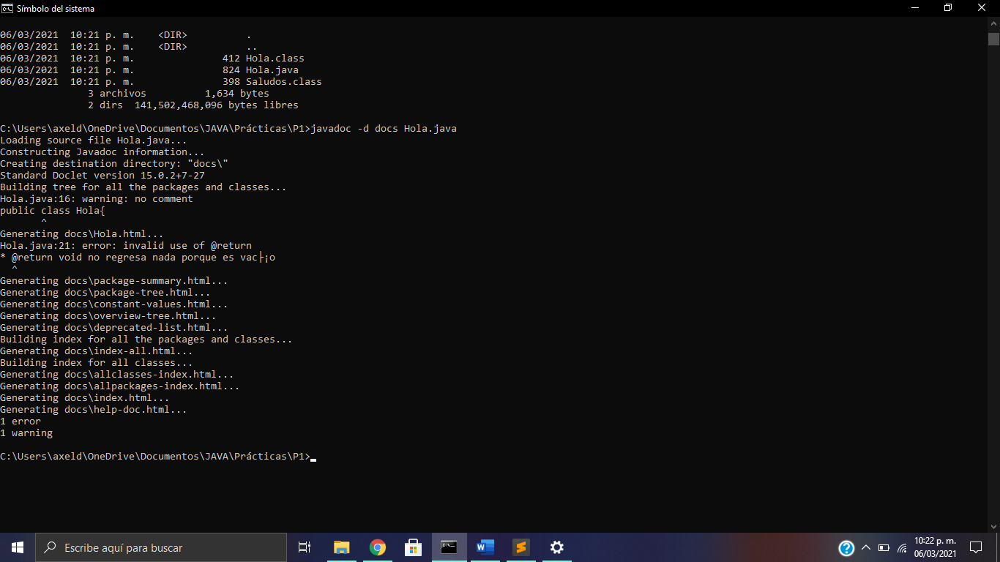 Símbolo del sistema
06/03/2021  10:21 p. m.    <DIR>          .
06/03/2021  10:21 p. m.    <DIR>          ..
06/03/2021  10:21 p. m.               412 Hola.class
06/03/2021  10:21 p. m.               824 Hola.java
06/03/2021  10:21 p. m.               398 Saludos.class
               3 archivos          1,634 bytes
               2 dirs  141,502,468,096 bytes libres
C:\Users\axeld\OneDrive\Documentos\JAVA\Prácticas\P1>javadoc -d docs Hola.java
Loading source file Hola.java...
Constructing Javadoc information...
Creating destination directory: "docs\"
Standard Doclet version 15.0.2+7-27
Building tree for all the packages and classes...
Hola.java:16: warning: no comment
public class Hola{
       ^
Generating docs\Hola.html...
Hola.java:21: error: invalid use of @return
* @return void no regresa nada porque es vac├¡o
  ^
Generating docs\package-summary.html...
Generating docs\package-tree.html...
Generating docs\constant-values.html...
Generating docs\overview-tree.html...
Generating docs\deprecated-list.html...
Building index for all the packages and classes...
Generating docs\index-all.html...
Building index for all classes...
Generating docs\allclasses-index.html...
Generating docs\allpackages-index.html...
Generating docs\index.html...
Generating docs\help-doc.html...
1 error
1 warning
C:\Users\axeld\OneDrive\Documentos\JAVA\Prácticas\P1>
Escribe aquí para buscar
10:22 p. m.
06/03/2021